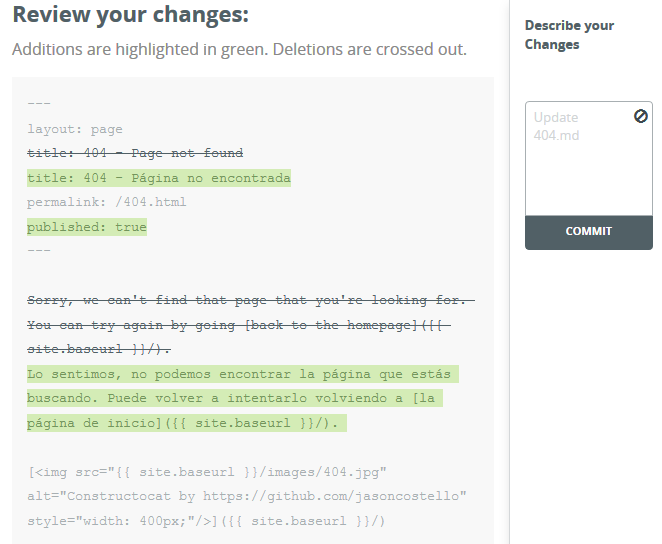 Review your changes:
Additions are highlighted in green. Deletions are crossed out.
---
layout: page
title: 404 - Page not found
title: 404 - Página no encontrada
permalink: /404.html
published: true
---
Sorry, we can't find that page that you're looking for.
You can try again by going [back to the homepage]({{
site.baseurl }}/).
Lo sentimos, no podemos encontrar la página que estás
buscando. Puede volver a intentarlo volviendo a [la
página de inicio]({{ site.baseurl }}/).
[<img src="{{ site.baseurl }}/images/404.jpg"
alt="Constructocat by https://github.com/jasoncostello"
style="width: 400px;"/>]({{ site.baseurl }}/)
Describe your
Changes
Update
404.md
COMMIT